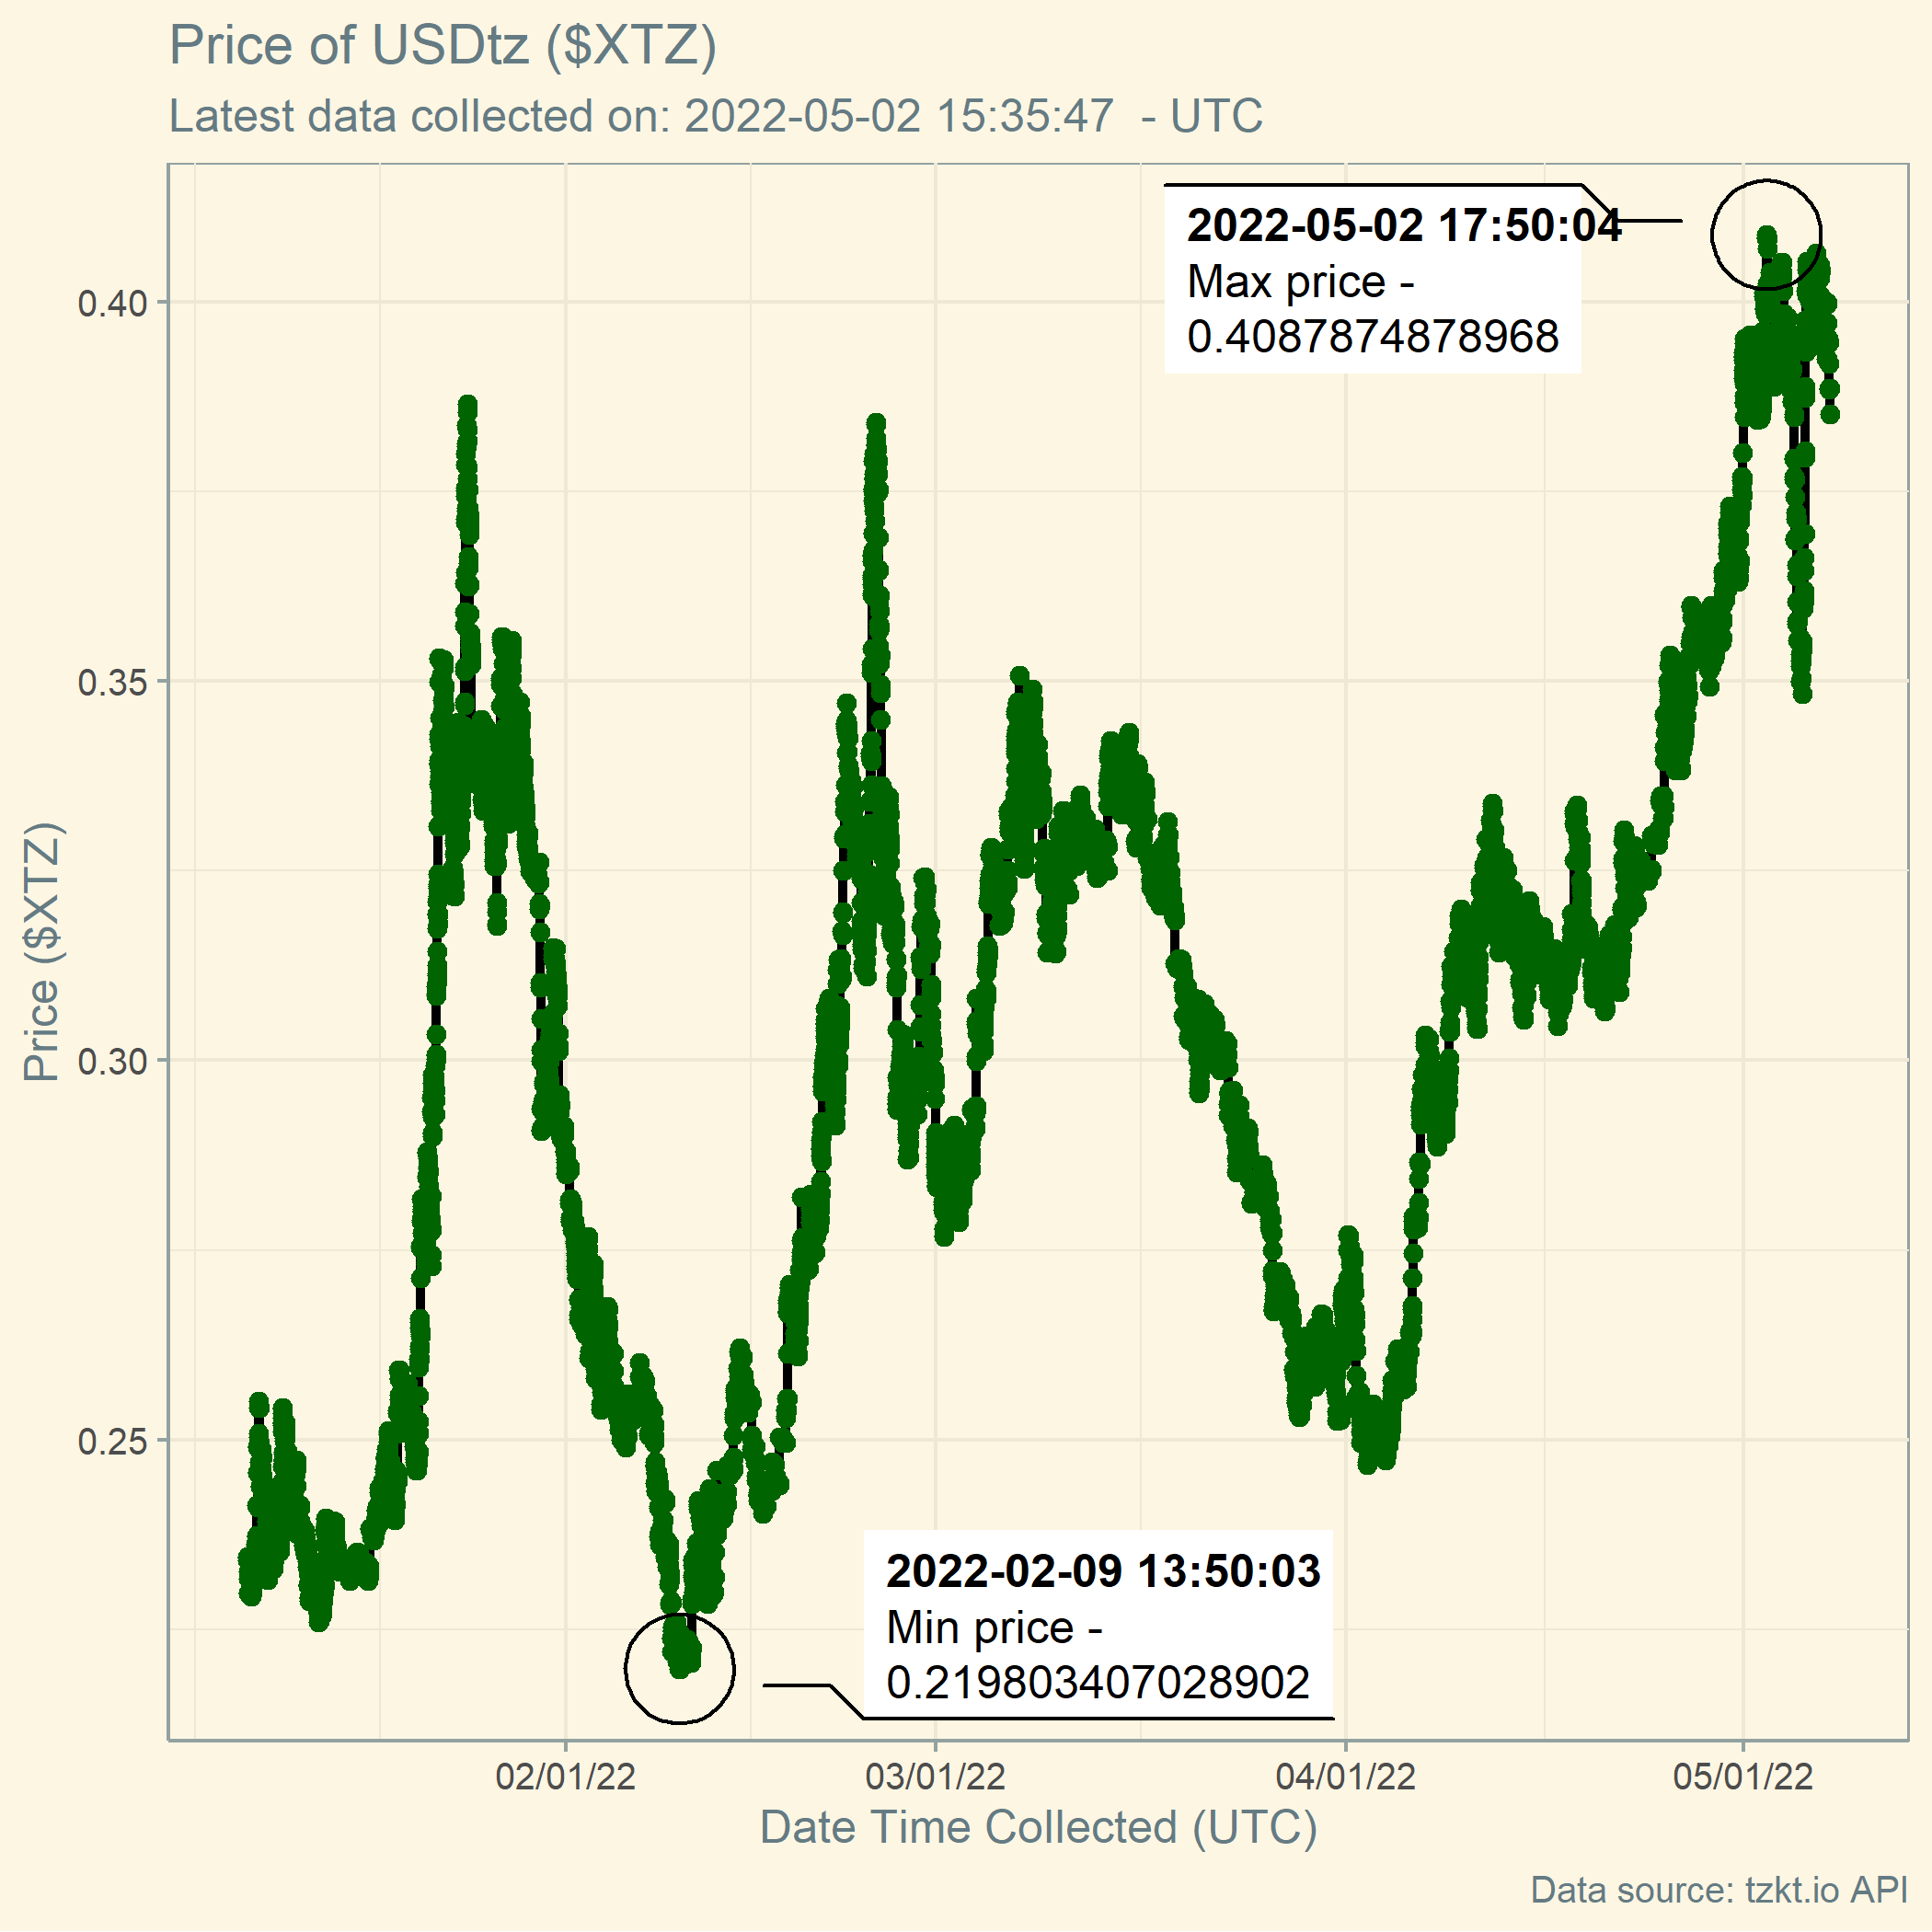 Price of USDtz ($XTZ)
Latest data collected on: 2022-05-02 15:35:47  - UTC
2022-05-02 17:50:04
Max price -
0.4087874878968
0.40
0.35
0.30
0.25
Price ($XTZ)
2022-02-09 13:50:03
Min price -
0.219803407028902
02/01/22
03/01/22
04/01/22
05/01/22
Date Time Collected (UTC)
Data source: tzkt.io API